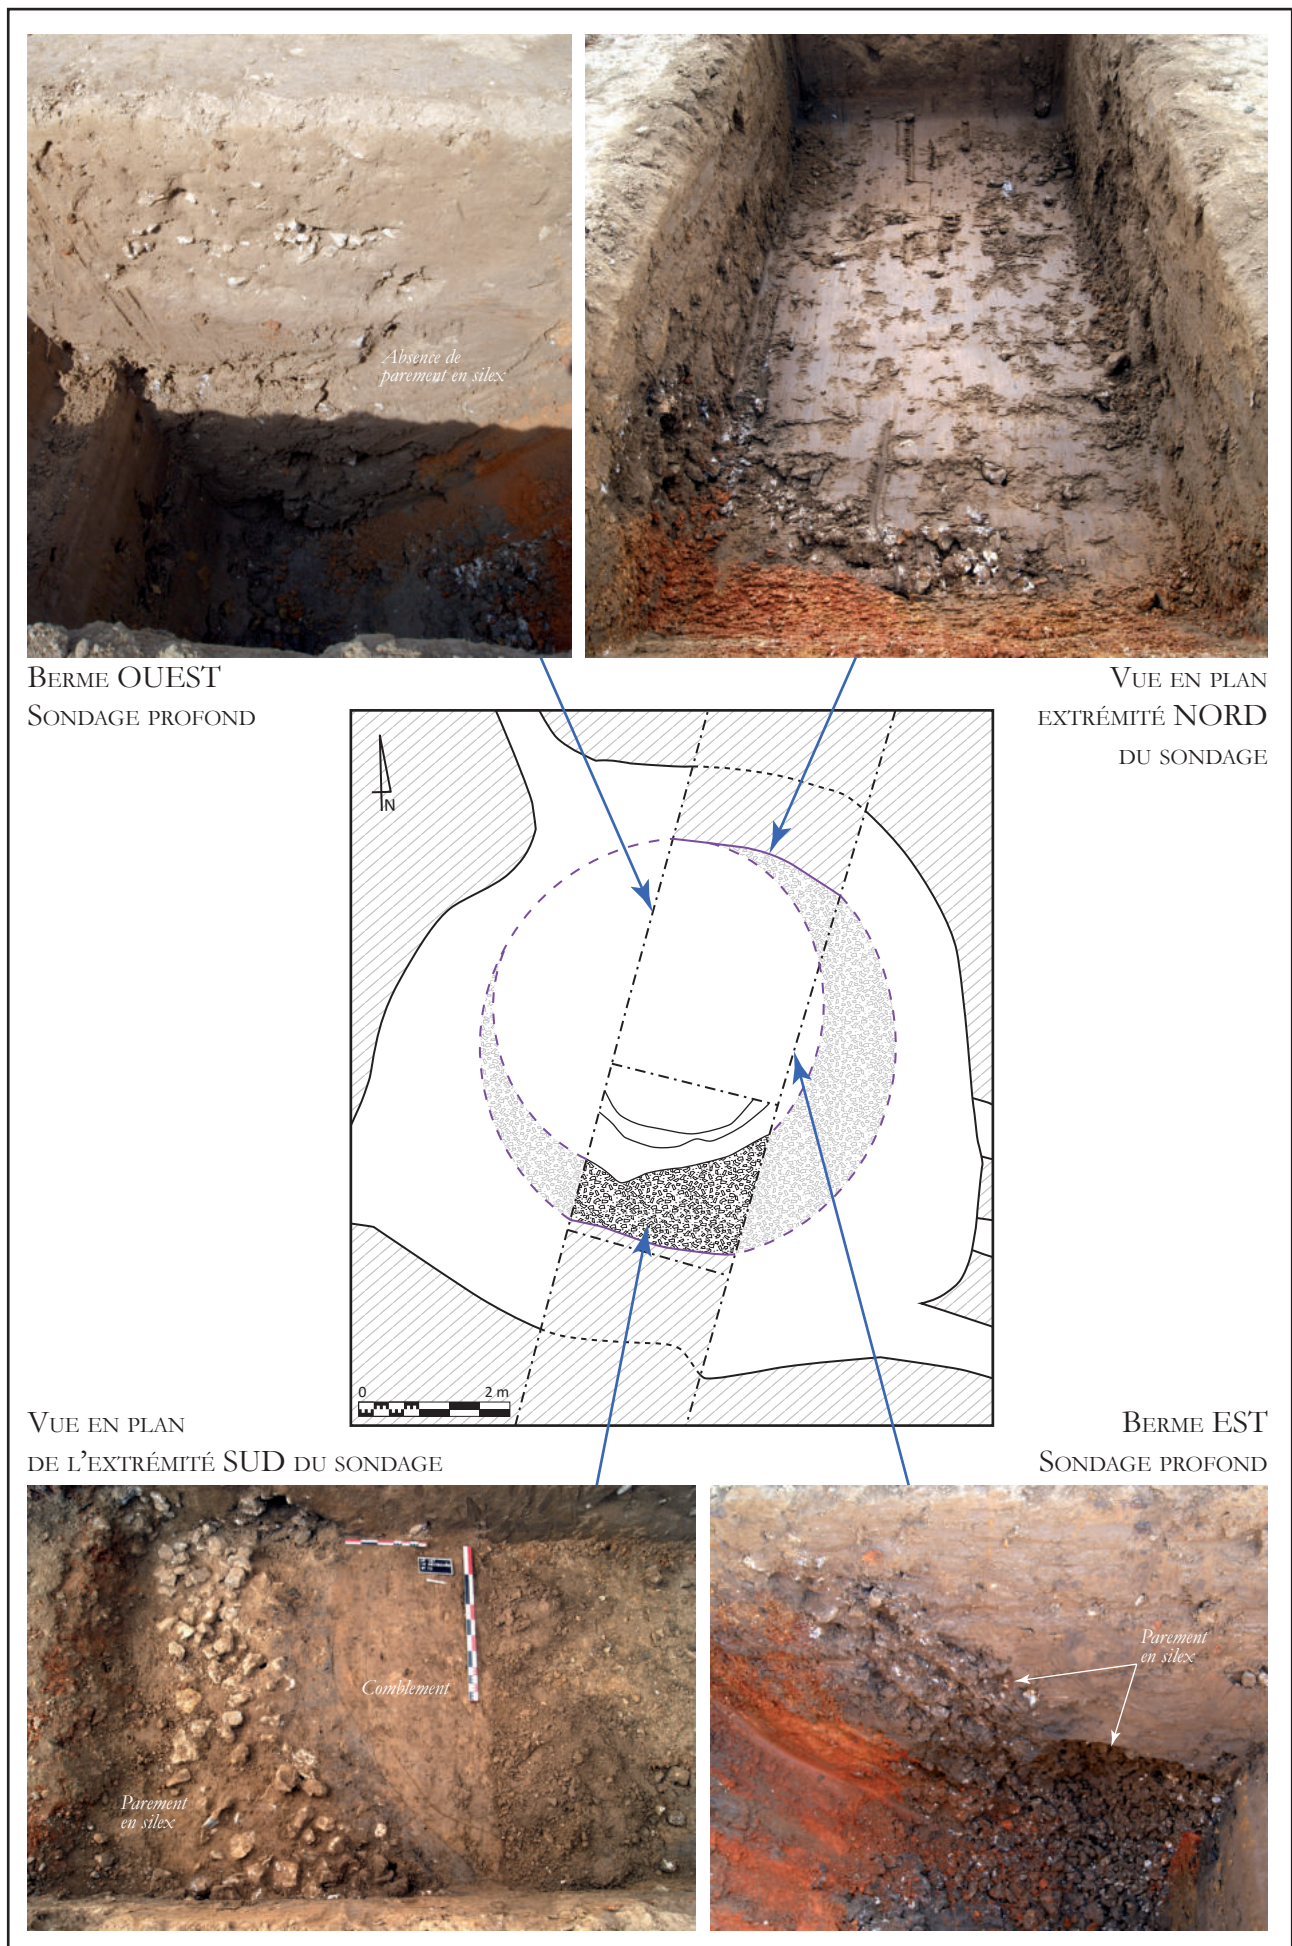 Absence de
parement en silex
BERME OUEST
SONDAGE PROFOND
VUE EN PLAN
EXTRÉMITÉ NORD
DU SONDAGE
N
0 2 m
VUE EN PLAN
DE L'EXTRÉMITÉ SUD DU SONDAGE
BERME EST
SONDAGE PROFOND
Comblement
Parement
en silex
Parement
en silex